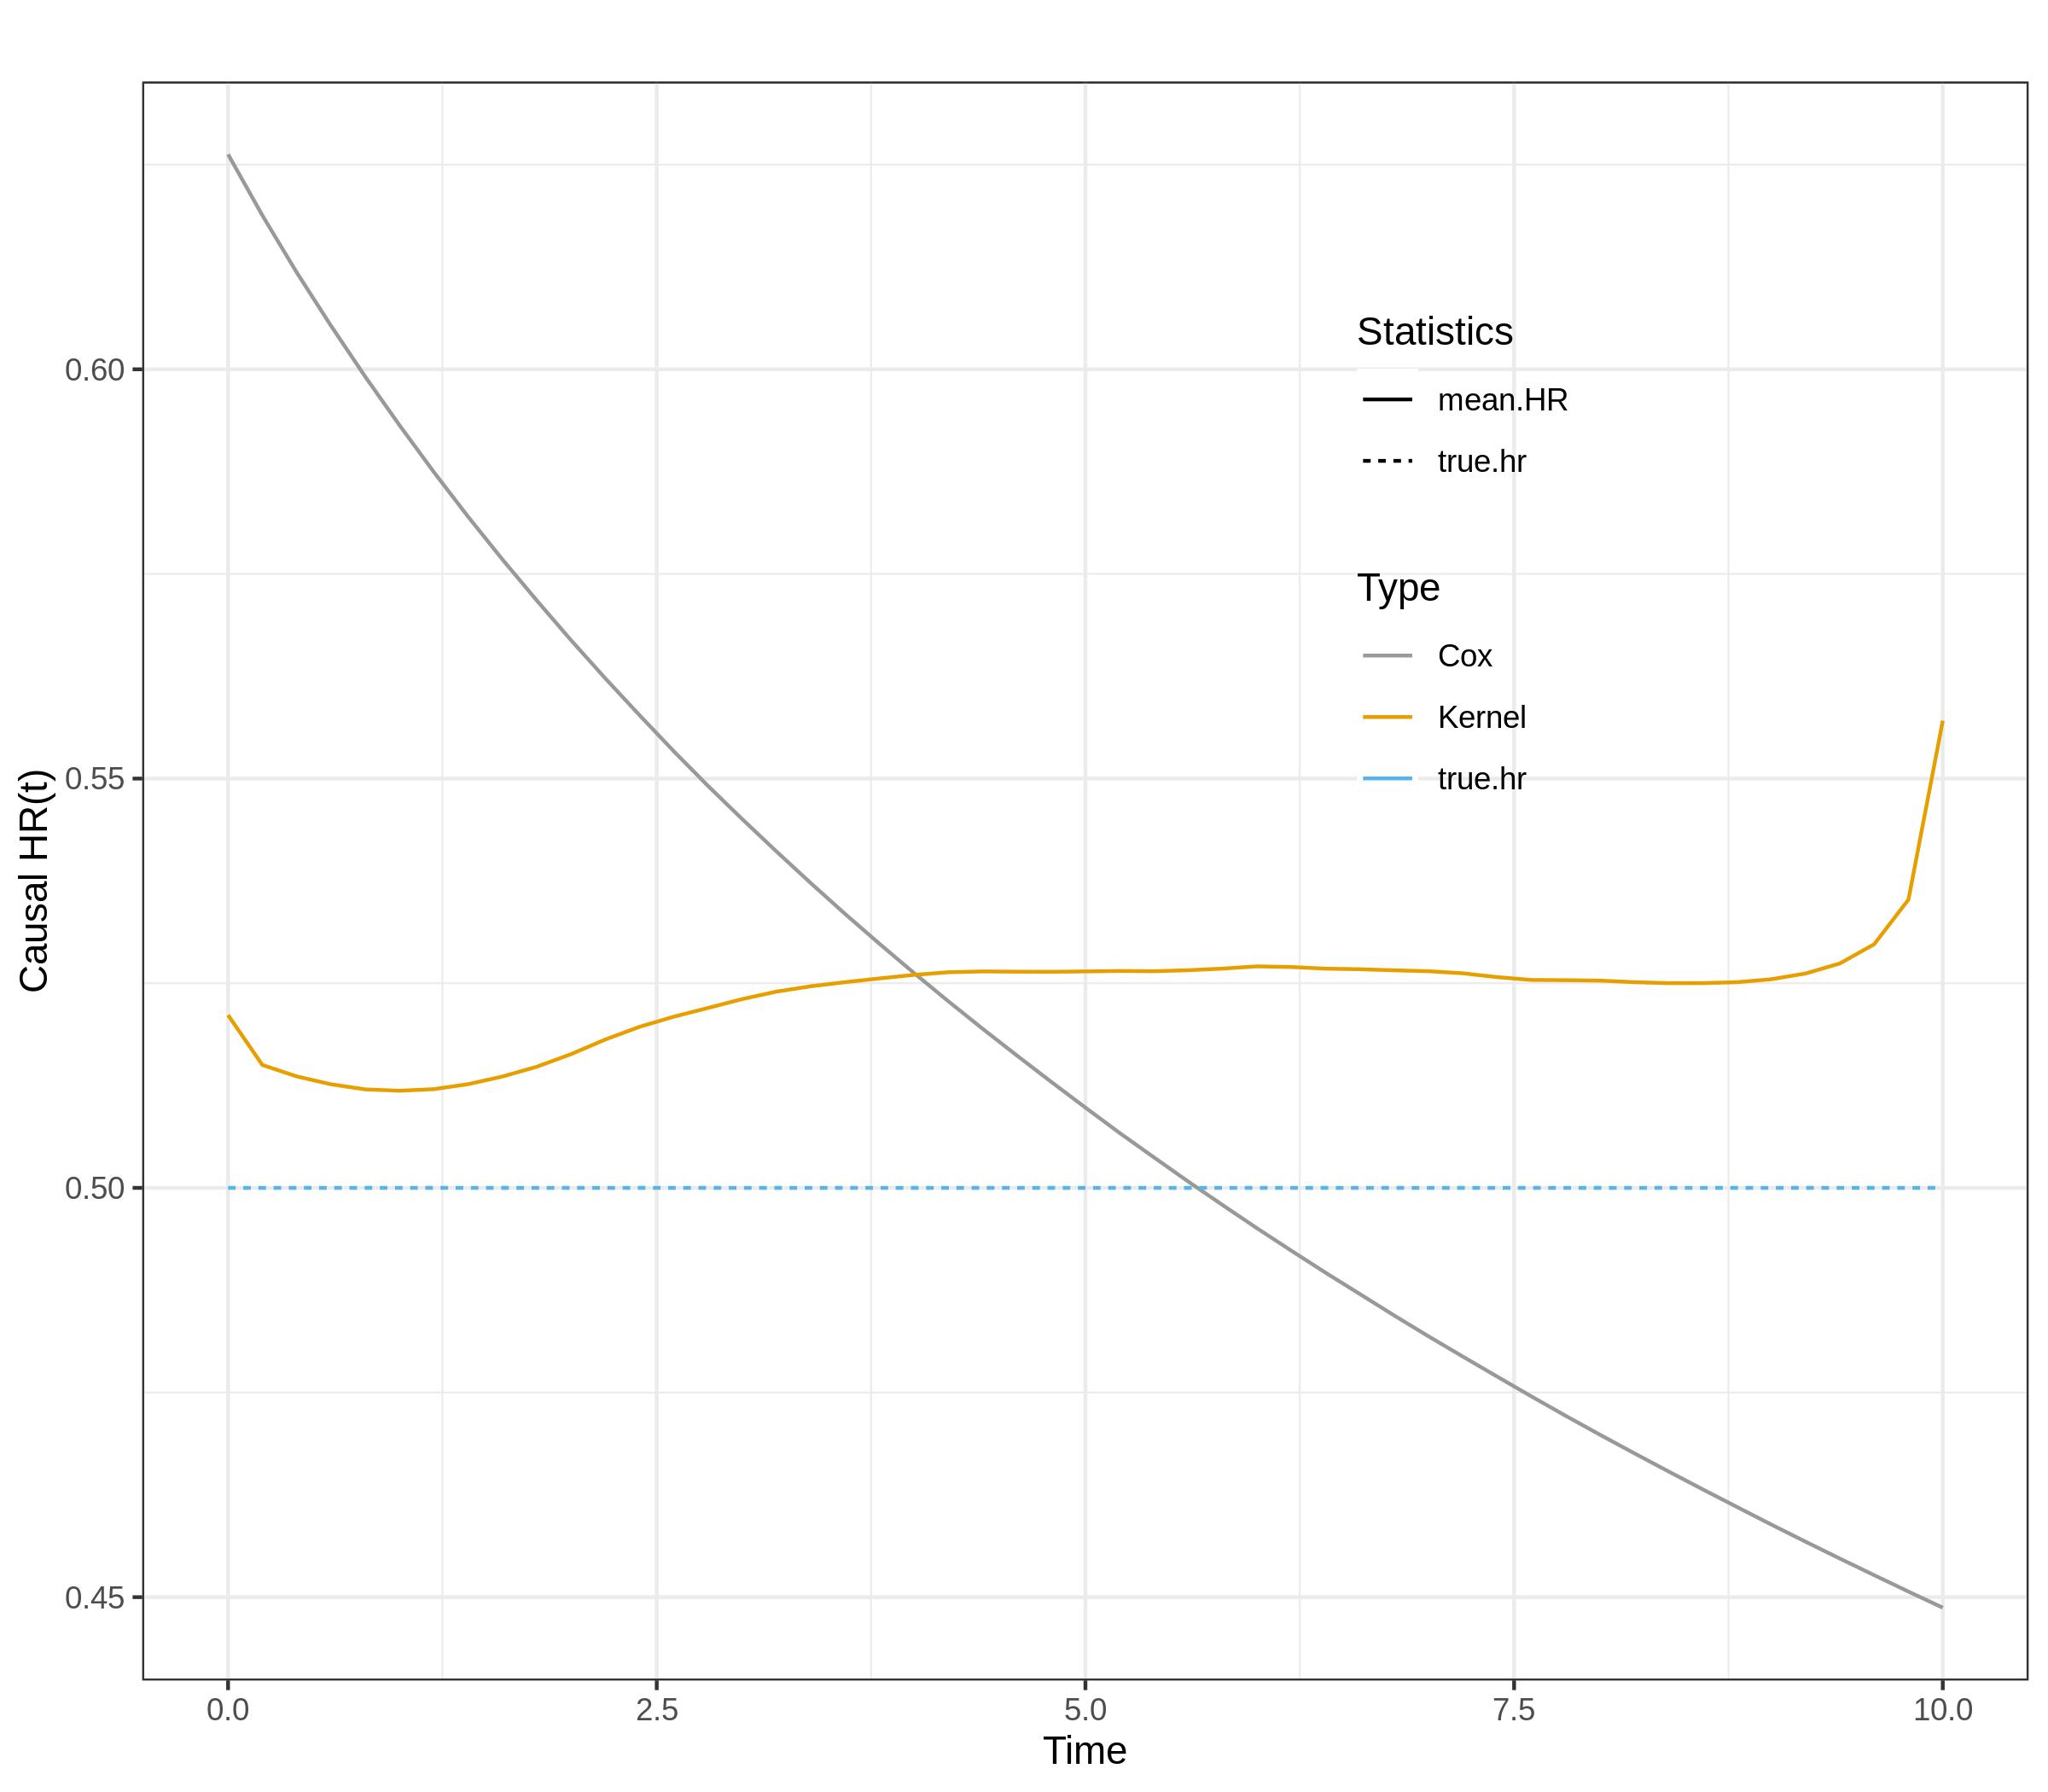 Statistics
mean.HR
true.hr
Type
Cox
Kernel
true.hr
Causal HR(t)
0.60
0.55
0.50
0.45
0.0 2.5 5.0 7.5 10.0
Time